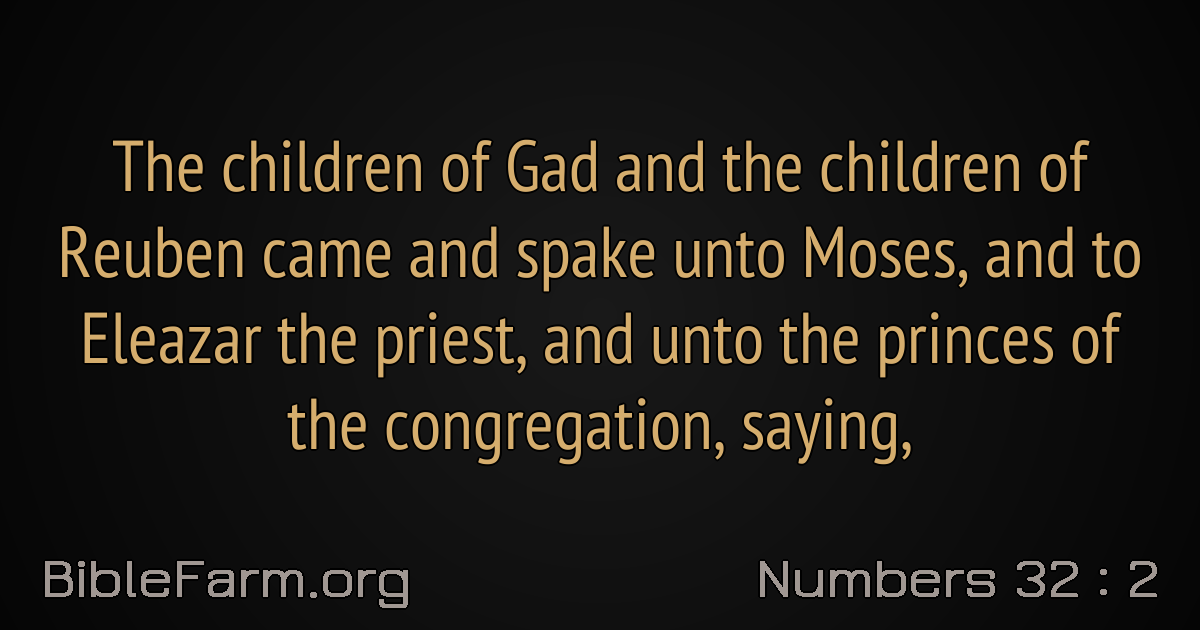 The children of Gad and the children of
Reuben came and spake unto Moses, and to
Eleazar the priest, and unto the princes of
the congregation, saying,
BibleFarm.org
Numbers 32 : 2